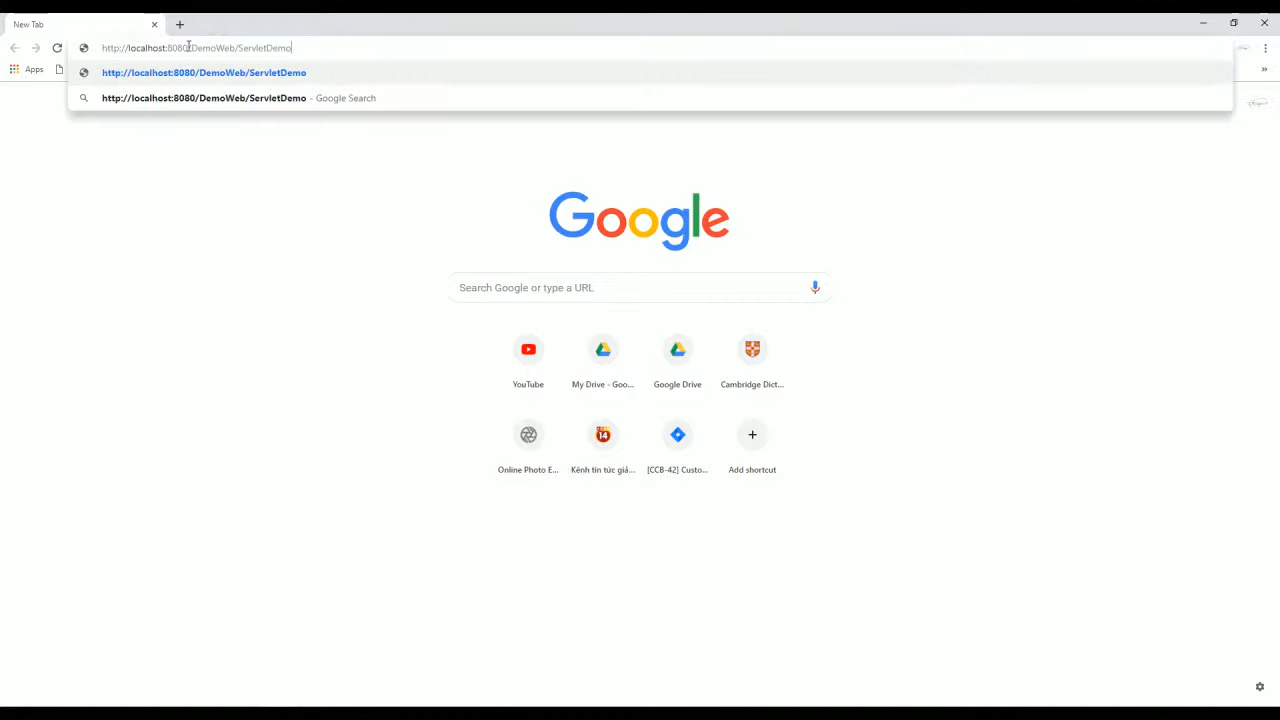 New Tab
http://localhost:8080/DemoWeb/ServletDemo
Apps
http://localhost:8080/DemoWeb/ServletDemo
http://localhost:8080/DemoWeb/ServletDemo - Google Search
Google
Search Google or type a URL
YouTube
My Drive - Goo...
Google Drive
Cambridge Dict...
14
Online Photo E...
Kênh tin tức giả...
[CCB-42] Custo...
Add shortcut